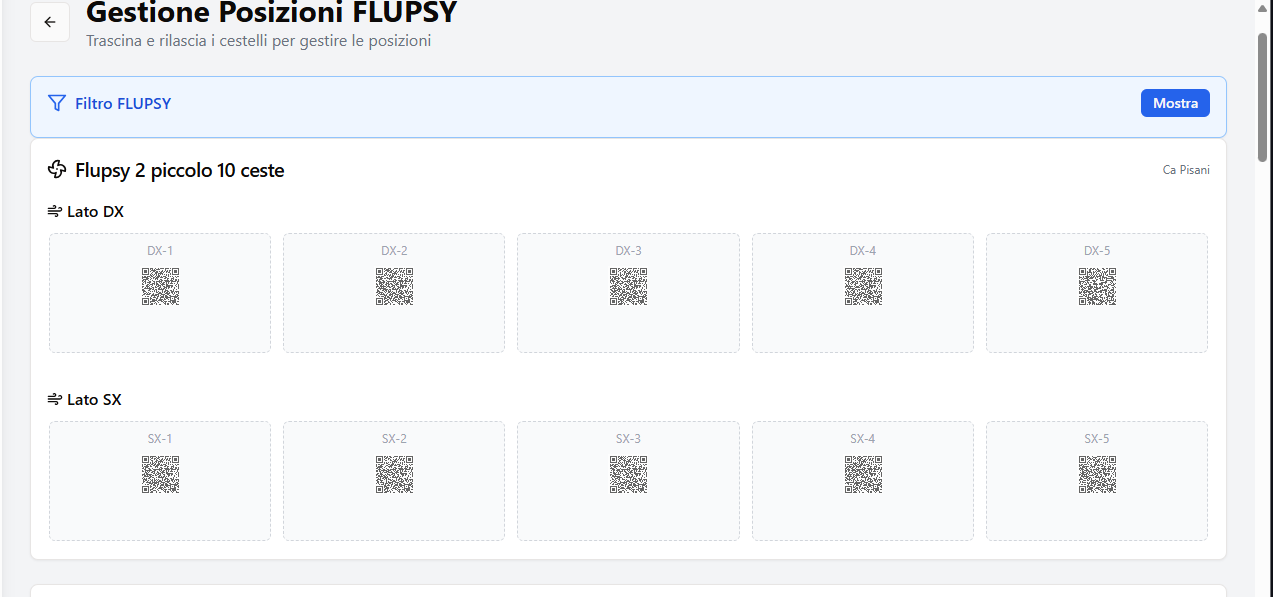 Gestione Posizioni FLUPSY
Trascina e rilascia i cestelli per gestire le posizioni
Filtro FLUPSY
Mostra
Flupsy 2 piccolo 10 ceste
Ca Pisani
Lato DX
DX-1
DX-2
DX-3
DX-4
DX-5
Lato SX
SX-1
SX-2
SX-3
SX-4
SX-5